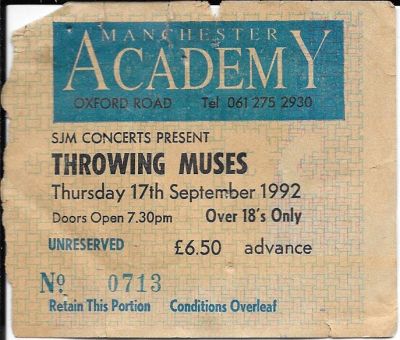 MANCHESTER
ACADEMY
OXFORD ROAD Tel 061 275 2930
SJM CONCERTS PRESENT
THROWING MUSES
Thursday 17th September 1992
Doors Open 7.30pm Over 18's Only
UNRESERVED £6.50 advance
Nº 0713
Retain This Portion Conditions Overleaf